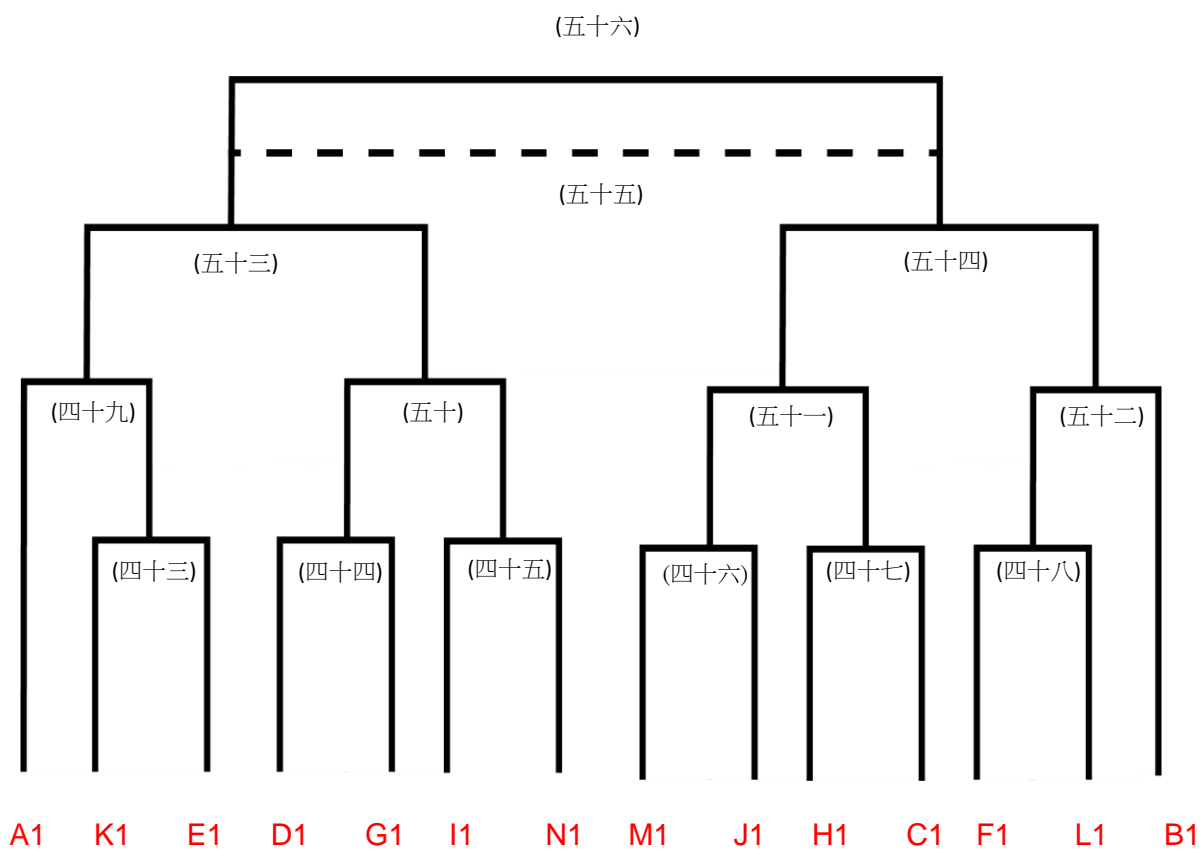 (五十六)
(五十五)
(五十三) (五十四)
(四十九) (五十) (五十一) (五十二)
(四十三) (四十四) (四十五) (四十六) (四十七) (四十八)
A1 K1 E1 D1 G1 I1 N1 M1 J1 H1 C1 F1 L1 B1